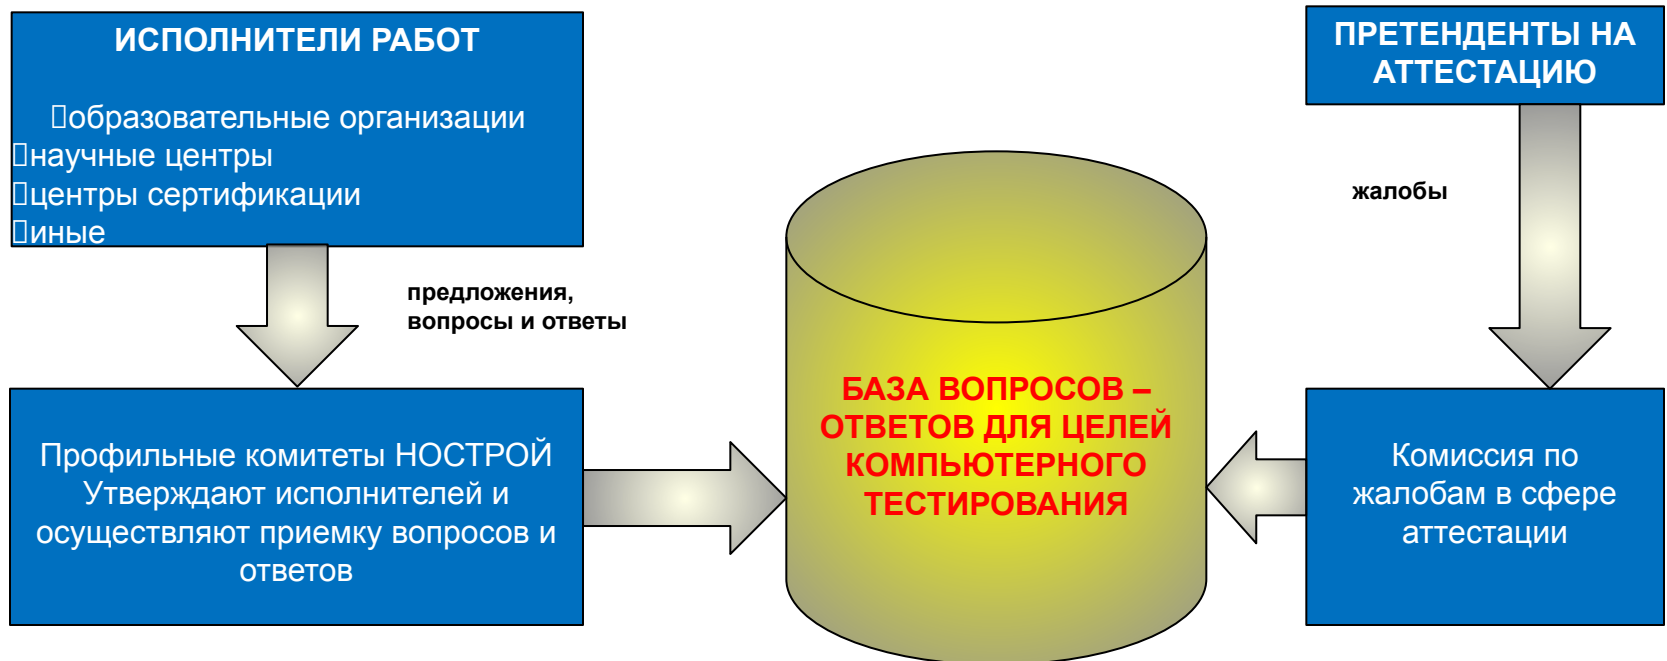 ИСПОЛНИТЕЛИ РАБОТ
образовательные организации
научные центры
центры сертификации
иные
предложения,
вопросы и ответы
Профильные комитеты НОСТРОЙ
Утверждают исполнителей и
осуществляют приемку вопросов и
ответов
БАЗА ВОПРОСОВ –
ОТВЕТОВ ДЛЯ ЦЕЛЕЙ
КОМПЬЮТЕРНОГО
ТЕСТИРОВАНИЯ
ПРЕТЕНДЕНТЫ НА
АТТЕСТАЦИЮ
жалобы
Комиссия по
жалобам в сфере
аттестации